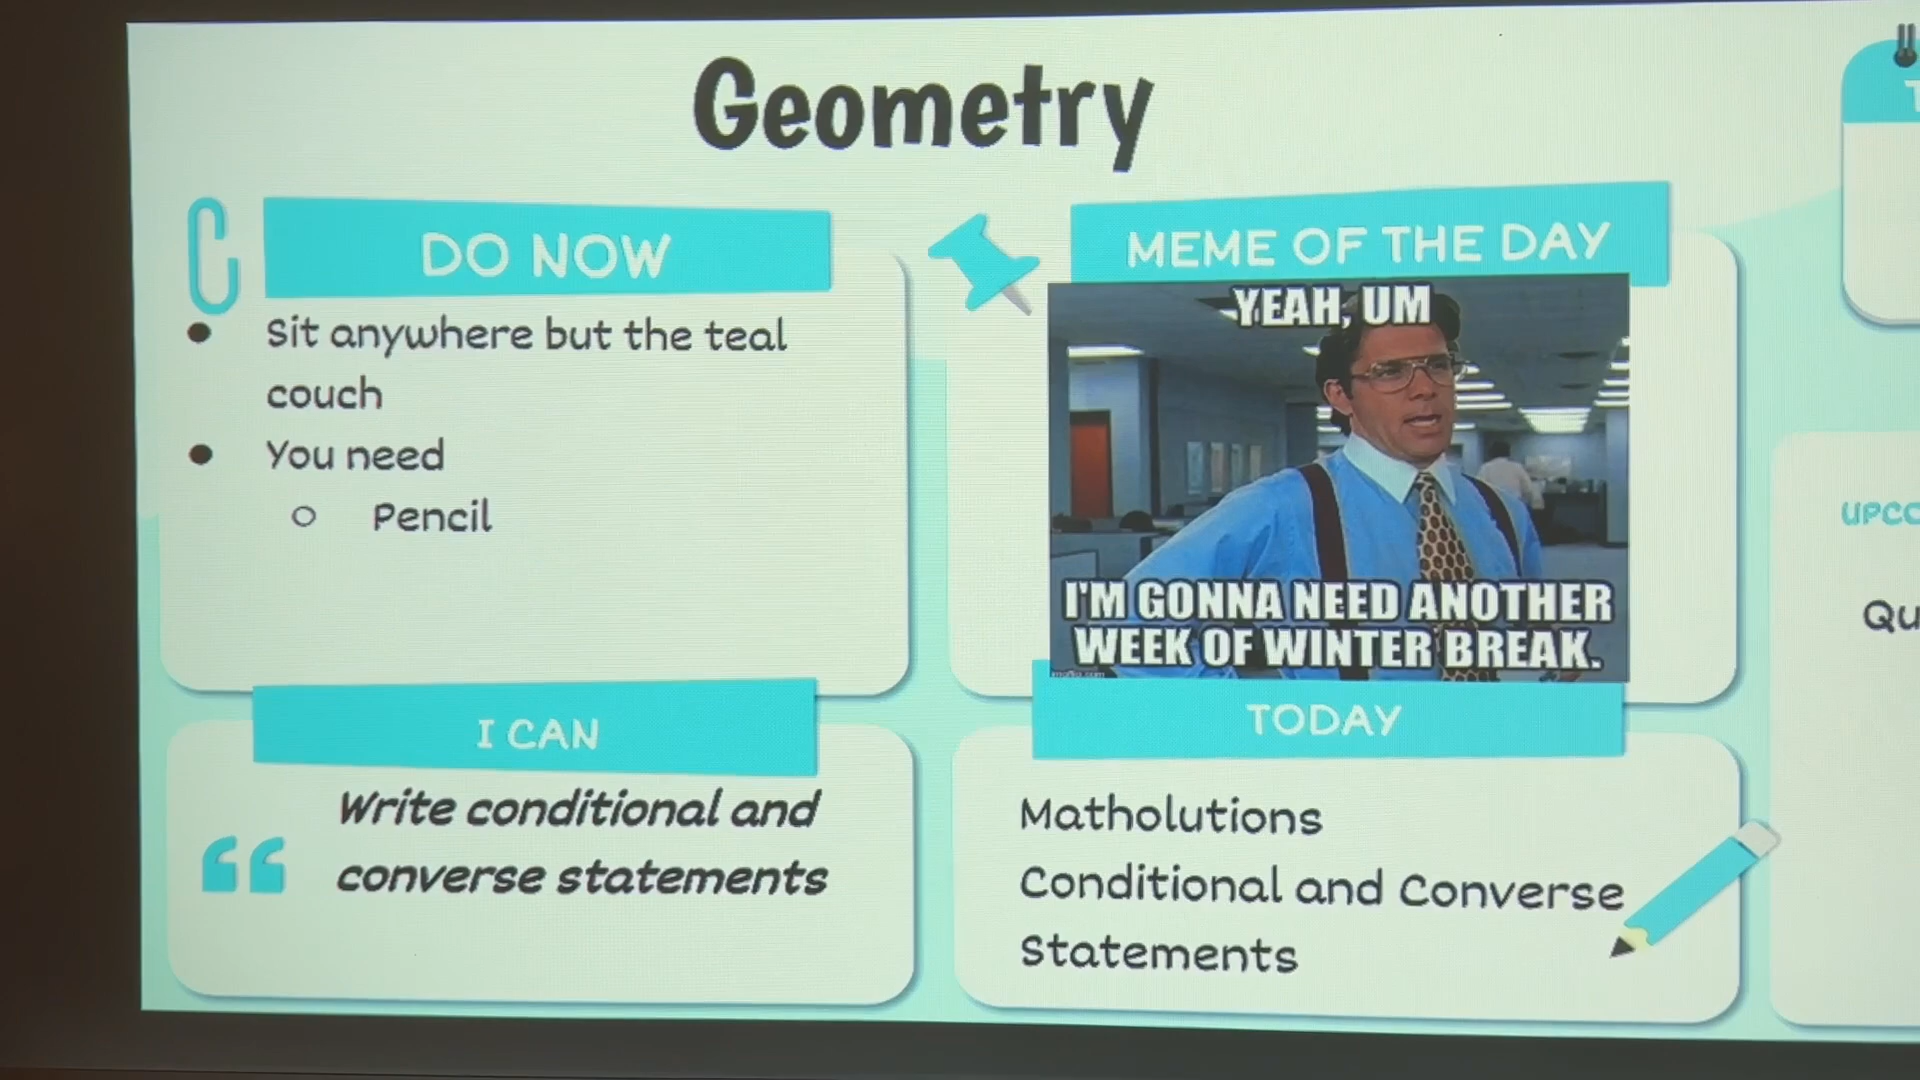 Geometry
DO NOW
Sit anywhere but the teal
couch
You need
Pencil
MEME OF THE DAY
YEAH, UM
I'M GONNA NEED ANOTHER
WEEK OF WINTER BREAK.
I CAN
Write conditional and
converse statements
TODAY
Matholutions
Conditional and Converse
Statements